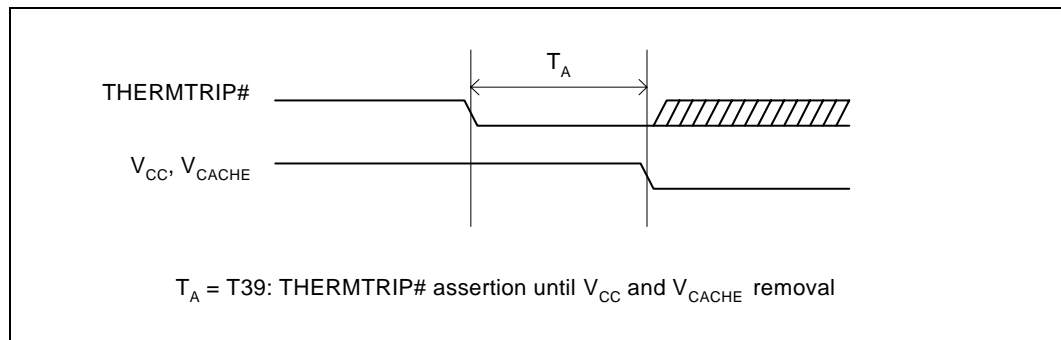 T_A
THERMTRIP#
V_CC, V_CACHE
T_A = T39: THERMTRIP# assertion until V_CC and V_CACHE removal